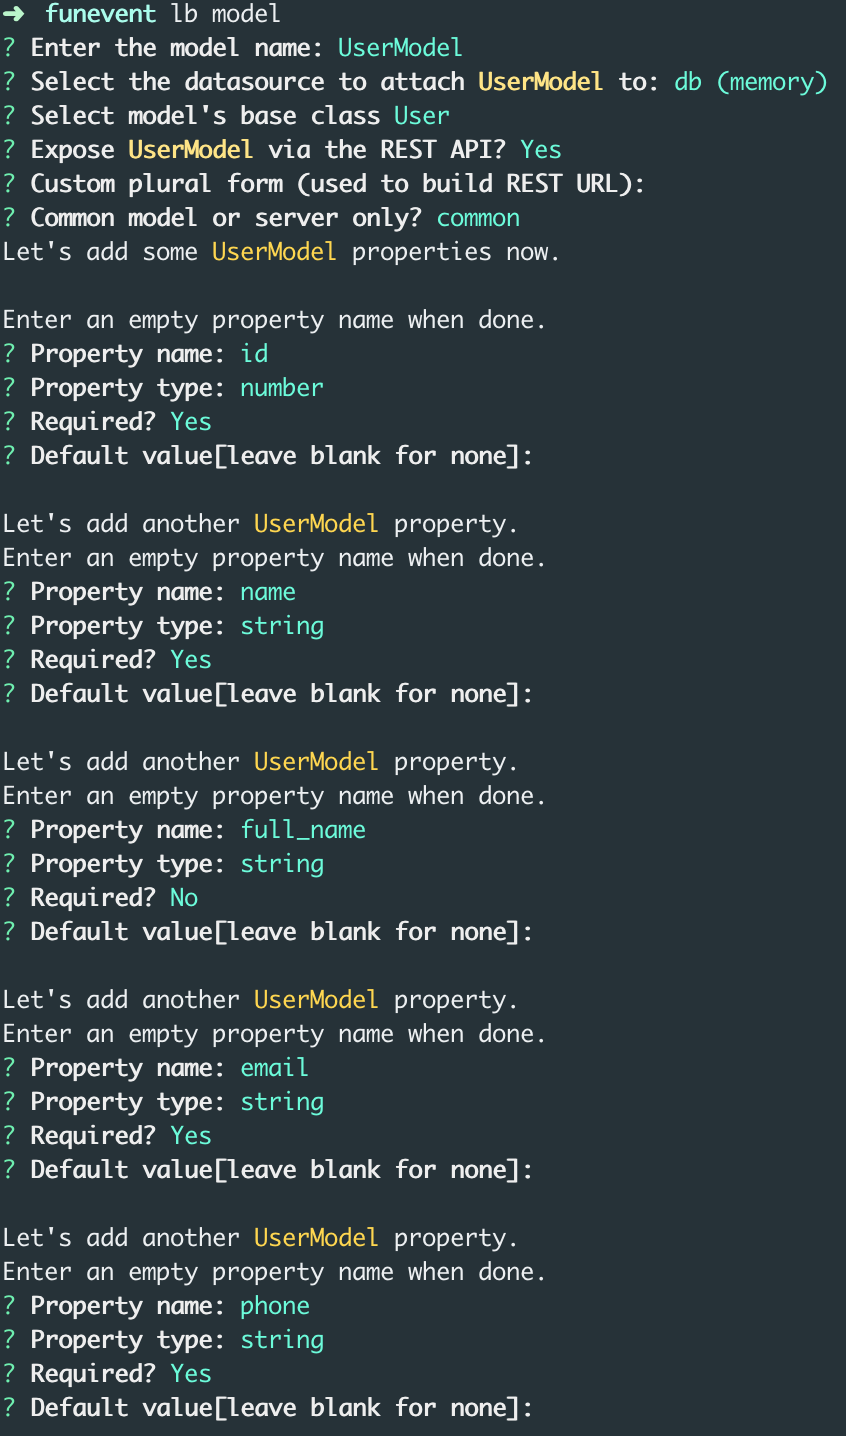 ➜ funevent lb model
? Enter the model name: UserModel
? Select the datasource to attach UserModel to: db (memory)
? Select model's base class User
? Expose UserModel via the REST API? Yes
? Custom plural form (used to build REST URL):
? Common model or server only? common
Let's add some UserModel properties now.

Enter an empty property name when done.
? Property name: id
? Property type: number
? Required? Yes
? Default value[leave blank for none]:

Let's add another UserModel property.
Enter an empty property name when done.
? Property name: name
? Property type: string
? Required? Yes
? Default value[leave blank for none]:

Let's add another UserModel property.
Enter an empty property name when done.
? Property name: full_name
? Property type: string
? Required? No
? Default value[leave blank for none]:

Let's add another UserModel property.
Enter an empty property name when done.
? Property name: email
? Property type: string
? Required? Yes
? Default value[leave blank for none]:

Let's add another UserModel property.
Enter an empty property name when done.
? Property name: phone
? Property type: string
? Required? Yes
? Default value[leave blank for none]: